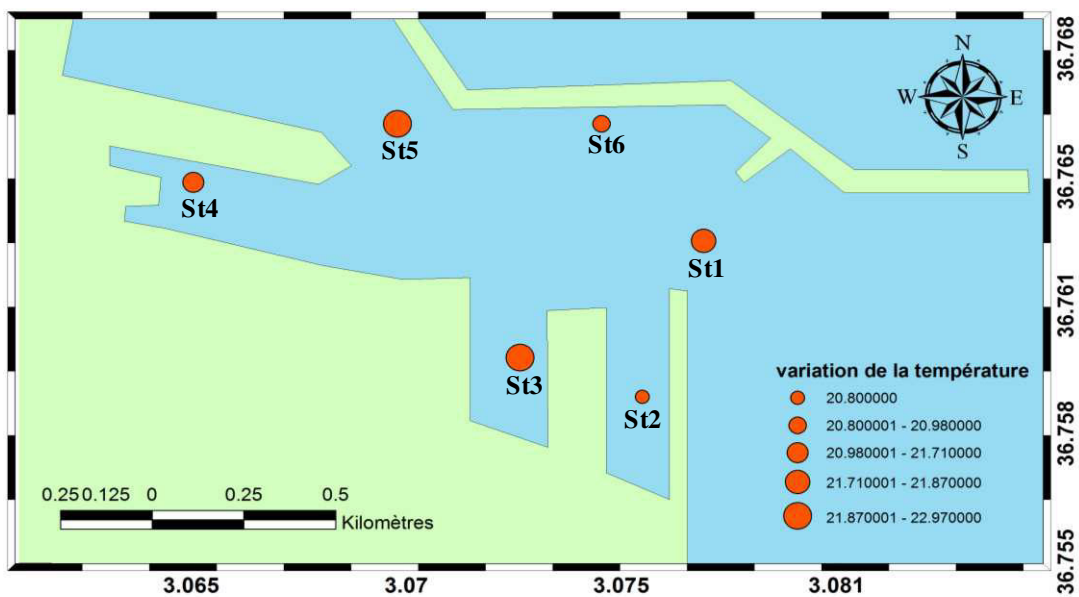 N
W E
S
St5
St6
St4
St1
St3
St2
variation de la température
20.800000
20.800001 - 20.980000
20.980001 - 21.710000
21.710001 - 21.870000
21.870001 - 22.970000
0.25 0.125 0 0.25 0.5
Kilomètres
36.768
36.765
36.761
36.758
36.755
3.065 3.07 3.075 3.081